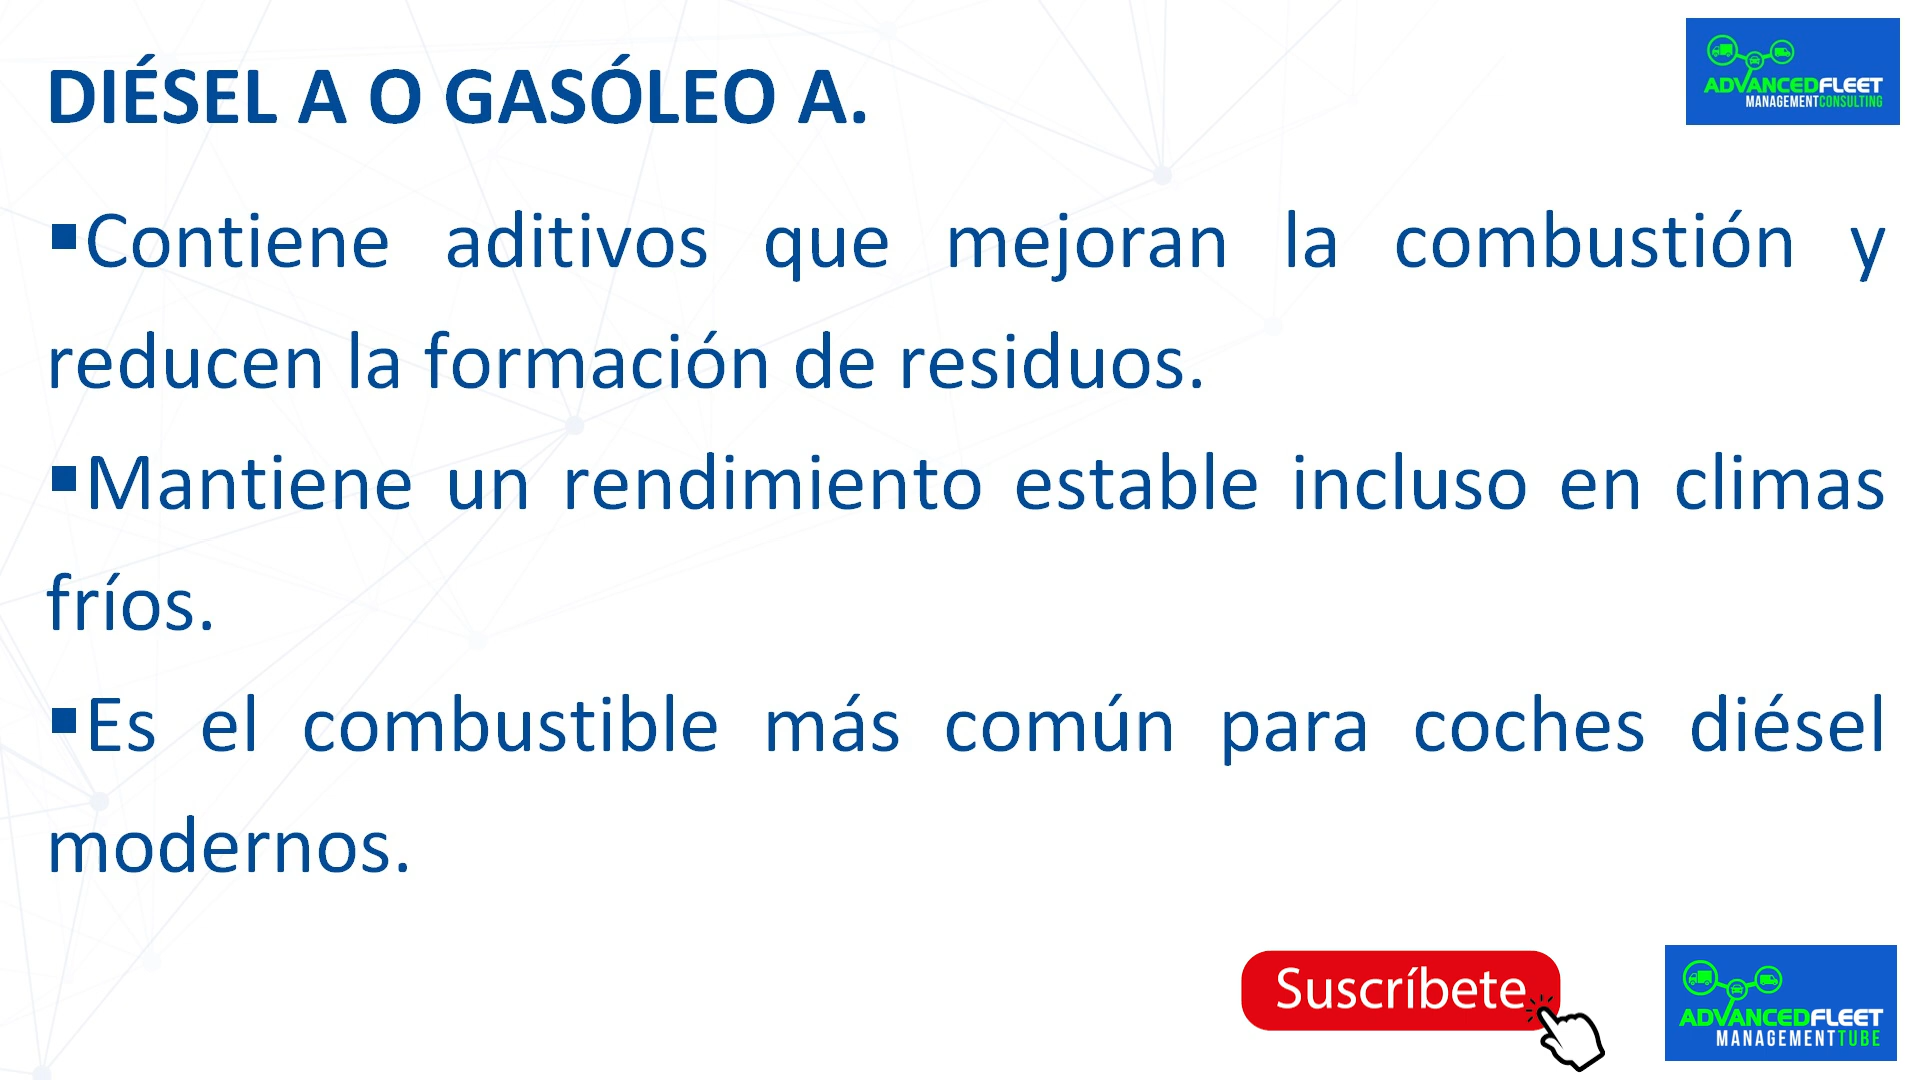 DIÉSEL A O GASÓLEO A.
ADVANCEDFLEET
MANAGEMENTCONSULTING
▪Contiene aditivos que mejoran la combustión y
reducen la formación de residuos.
▪Mantiene un rendimiento estable incluso en climas
fríos.
▪Es el combustible más común para coches diésel
modernos.
Suscríbete
ADVANCEDFLEET
MANAGEMENTTUBE